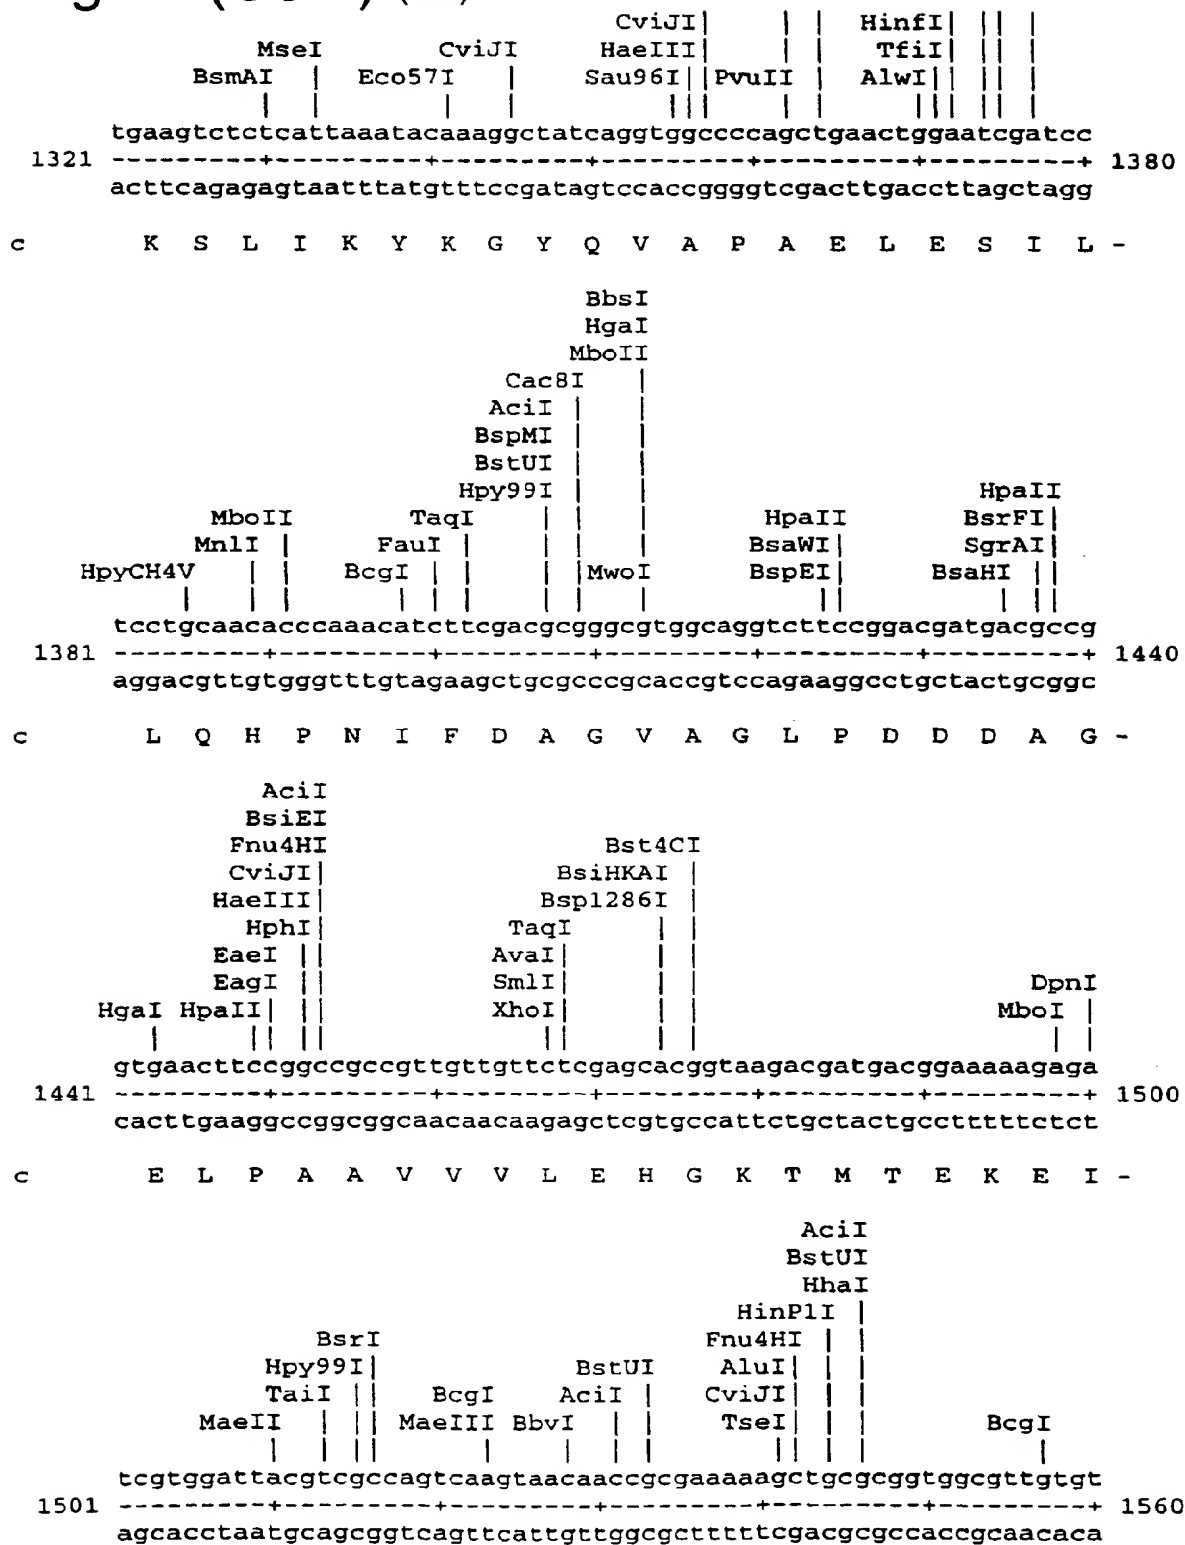 CviJI HinfI
MseI CviJI HaeIII TfiI
BsmAI Eco57I Sau96I PvuII AlwI
tgaagtctctcattaaatacaaaggctatcaggtggccccagctgaactggaatcgatcc
1321 ---------+---------+---------+---------+---------+---------+ 1380
acttcagagagtaatttatgtttccgatagtccaccggggtcgacttgaccttagctagg
c K S L I K Y K G Y Q V A P A E L E S I L -
BbsI
HgaI
MboII
Cac8I
AciI
BspMI
BstUI
Hpy99I HpaII
MboII TaqI HpaII BsrFI
MnlI FauI BsaWI SgrAI
HpyCH4V BcgI MwoI BspEI BsaHI
tcctgcaacacccaaacatcttcgacgcgggcgtggcaggtcttccggacgatgacgccg
1381 ---------+---------+---------+---------+---------+---------+ 1440
aggacgttgtgggtttgtagaagctgcgcccgcaccgtccagaaggcctgctactgcggc
c L Q H P N I F D A G V A G L P D D D A G -
AciI
BsiEI
Fnu4HI Bst4CI
CviJI BsiHKAI
HaeIII Bsp1286I
HphI TaqI
EaeI AvaI
EagI SmlI DpnI
HgaI HpaII XhoI MboI
gtgaacttccggccgccgttgttgttctcgagcacggtaagacgatgacggaaaaagaga
1441 ---------+---------+---------+---------+---------+---------+ 1500
cacttgaaggccggcggcaacaacaagagctcgtgccattctgctactgcctttttctct
c E L P A A V V V L E H G K T M T E K E I -
AciI
BstUI
HhaI
HinP1I
BsrI Fnu4HI
Hpy99I BstUI AluI
TaiI BcgI AciI CviJI
MaeII MaeIII BbvI TseI BcgI
tcgtggattacgtcgccagtcaagtaacaaccgcgaaaaagctgcgcggtggcgttgtgt
1501 ---------+---------+---------+---------+---------+---------+ 1560
agcacctaatgcagcggtcagttcattgttggcgctttttcgacgcgccaccgcaacaca